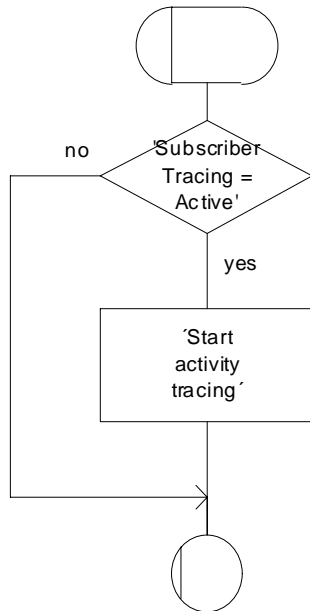 no
'Subscriber
Tracing =
Active'
yes
´Start
activity
tracing´